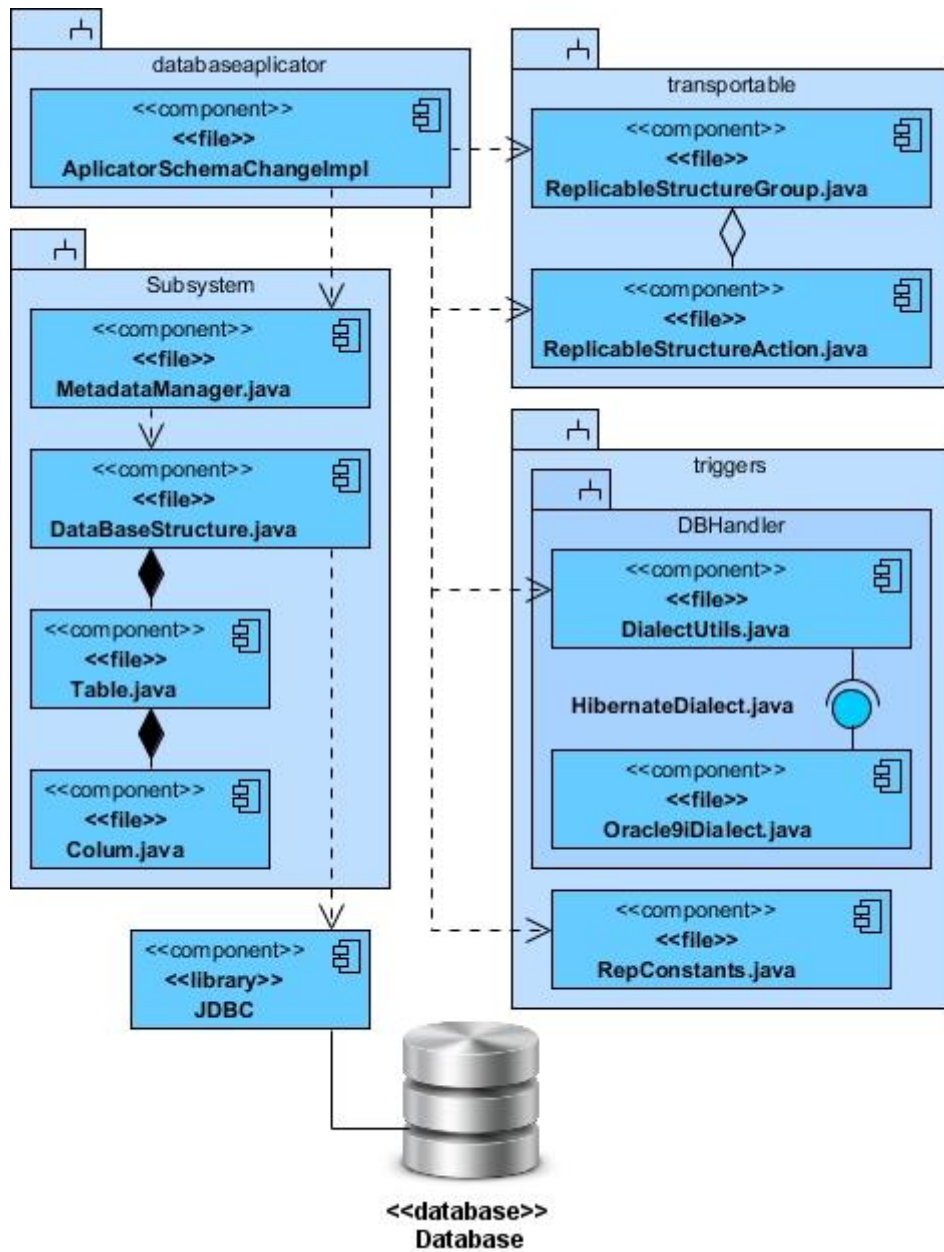 databaseaplicator
<<component>>
<<file>>
AplicatorSchemaChangeImpl
transportable
<<component>>
<<file>>
ReplicableStructureGroup.java
<<component>>
<<file>>
ReplicableStructureAction.java
Subsystem
<<component>>
<<file>>
MetadataManager.java
<<component>>
<<file>>
DataBaseStructure.java
<<component>>
<<file>>
Table.java
<<component>>
<<file>>
Colum.java
triggers
DBHandler
<<component>>
<<file>>
DialectUtils.java
HibernateDialect.java
<<component>>
<<file>>
Oracle9iDialect.java
<<component>>
<<file>>
RepConstants.java
<<component>>
<<library>>
JDBC
<<database>>
Database